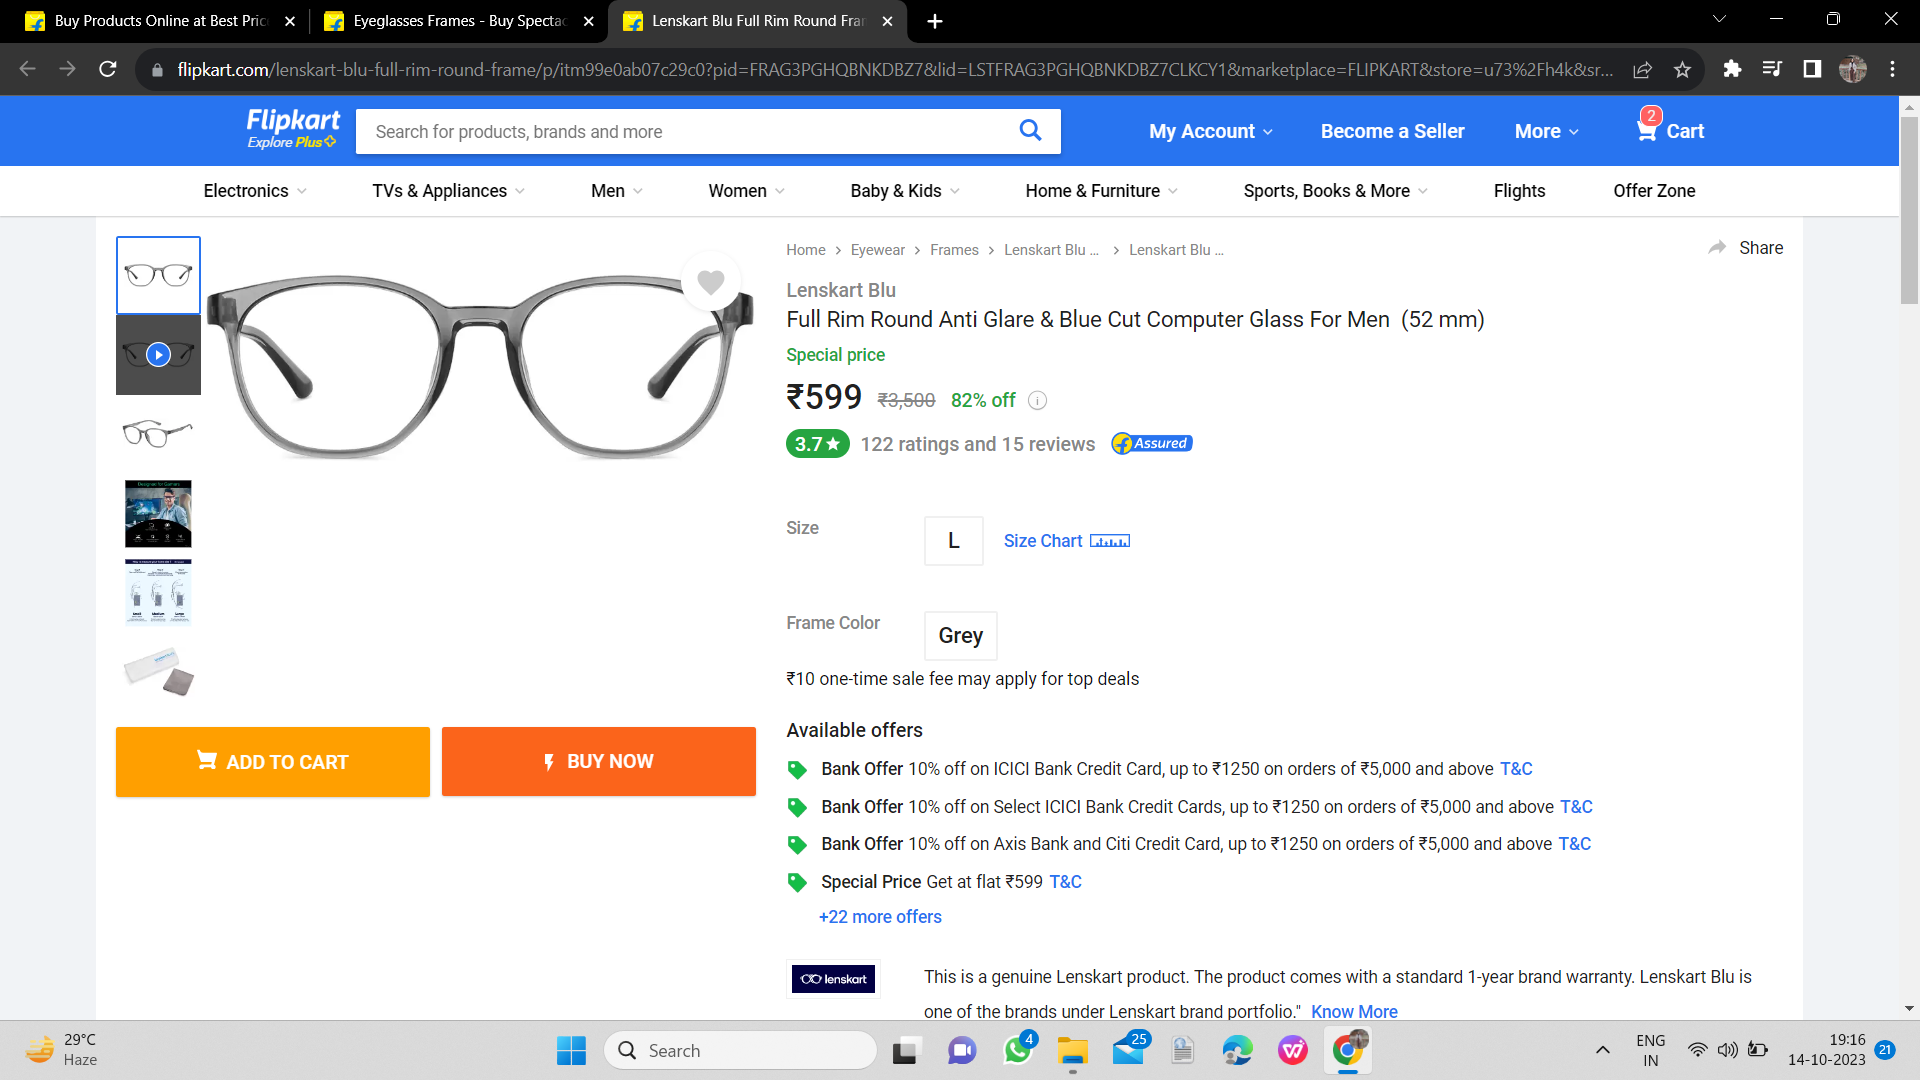 Buy Products Online at Best Pric
Eyeglasses Frames - Buy Spectac
Lenskart Blu Full Rim Round Fra
flipkart.com/lenskart-blu-full-rim-round-frame/p/itm99e0ab07c29c0?pid=FRAG3PGHQBNKDBZ7&lid=LSTFRAG3PGHQBNKDBZ7CLKCY1&marketplace=FLIPKART&store=u73%2Fh4k&sr...
Flipkart
Explore Plus
Search for products, brands and more
My Account
Become a Seller
More
2
Cart
Electronics
TVs & Appliances
Men
Women
Baby & Kids
Home & Furniture
Sports, Books & More
Flights
Offer Zone
Home > Eyewear > Frames > Lenskart Blu ... > Lenskart Blu ...
Share
Lenskart Blu
Full Rim Round Anti Glare & Blue Cut Computer Glass For Men (52 mm)
Special price
₹599 ₹3,500 82% off
3.7★ 122 ratings and 15 reviews Assured
Size
L
Size Chart
Frame Color
Grey
₹10 one-time sale fee may apply for top deals
ADD TO CART
BUY NOW
Available offers
Bank Offer 10% off on ICICI Bank Credit Card, up to ₹1250 on orders of ₹5,000 and above T&C
Bank Offer 10% off on Select ICICI Bank Credit Cards, up to ₹1250 on orders of ₹5,000 and above T&C
Bank Offer 10% off on Axis Bank and Citi Credit Card, up to ₹1250 on orders of ₹5,000 and above T&C
Special Price Get at flat ₹599 T&C
+22 more offers
lenskart
This is a genuine Lenskart product. The product comes with a standard 1-year brand warranty. Lenskart Blu is
one of the brands under Lenskart brand portfolio." Know More
29°C
Haze
Search
4
25
ENG
IN
19:16
14-10-2023
21